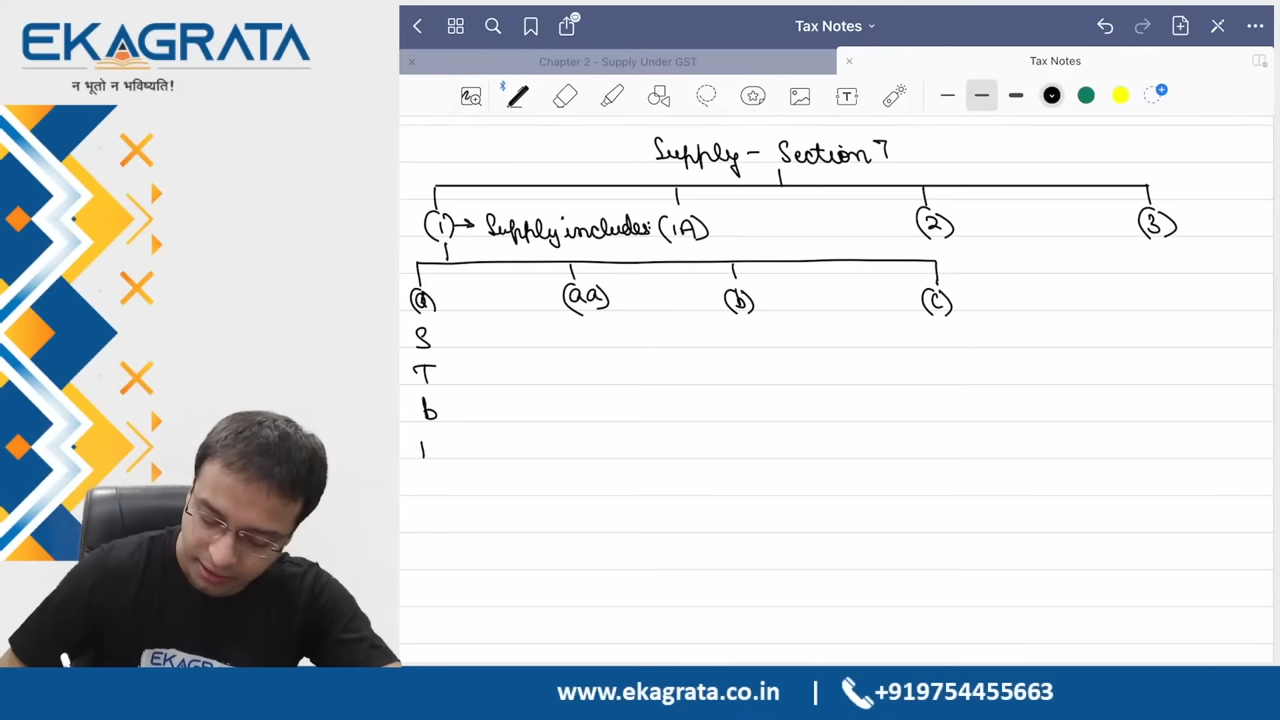 EKAGRATA
न भूतो न भविष्यति!
Tax Notes
Chapter 2 - Supply Under GST
Tax Notes
T
Supply - Section 7
(1) → Supply includes: (1A) (2) (3)
(a) (aa) (b) (c)
S
T
b
I
EKAGRATA
www.ekagrata.co.in | +919754455663